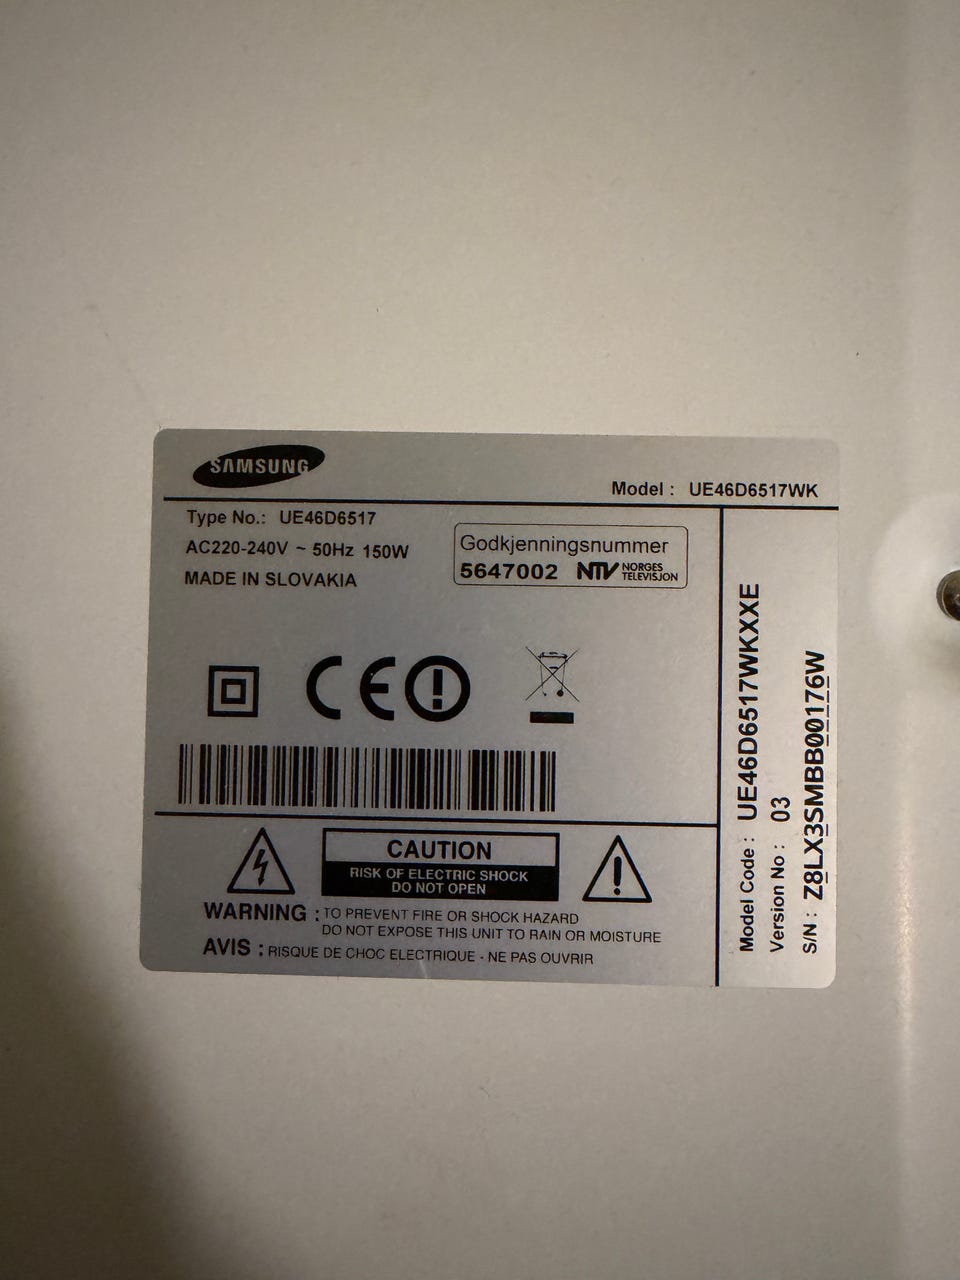 SAMSUNG
Model : UE46D6517WK
Type No.: UE46D6517
AC220-240V ~ 50Hz 150W
MADE IN SLOVAKIA
Godkjenningsnummer
5647002 NTV NORGES
TELEVISJON
CE
CAUTION
RISK OF ELECTRIC SHOCK
DO NOT OPEN
WARNING : TO PREVENT FIRE OR SHOCK HAZARD
DO NOT EXPOSE THIS UNIT TO RAIN OR MOISTURE
AVIS : RISQUE DE CHOC ELECTRIQUE - NE PAS OUVRIR
Model Code : UE46D6517WKXXE
Version No : 03
S/N : Z8LX3SMBB00176W